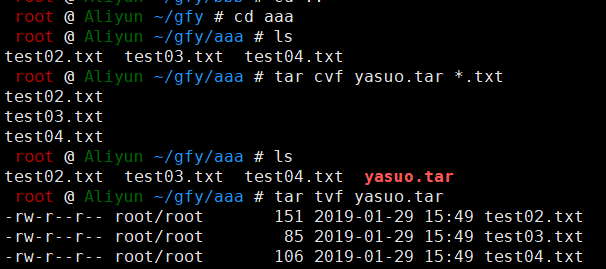 root @ Aliyun ~/gfy # cd aaa
root @ Aliyun ~/gfy/aaa # ls
test02.txt  test03.txt  test04.txt
root @ Aliyun ~/gfy/aaa # tar cvf yasuo.tar *.txt
test02.txt
test03.txt
test04.txt
root @ Aliyun ~/gfy/aaa # ls
test02.txt  test03.txt  test04.txt  yasuo.tar
root @ Aliyun ~/gfy/aaa # tar tvf yasuo.tar
-rw-r--r-- root/root       151 2019-01-29 15:49 test02.txt
-rw-r--r-- root/root        85 2019-01-29 15:49 test03.txt
-rw-r--r-- root/root       106 2019-01-29 15:49 test04.txt